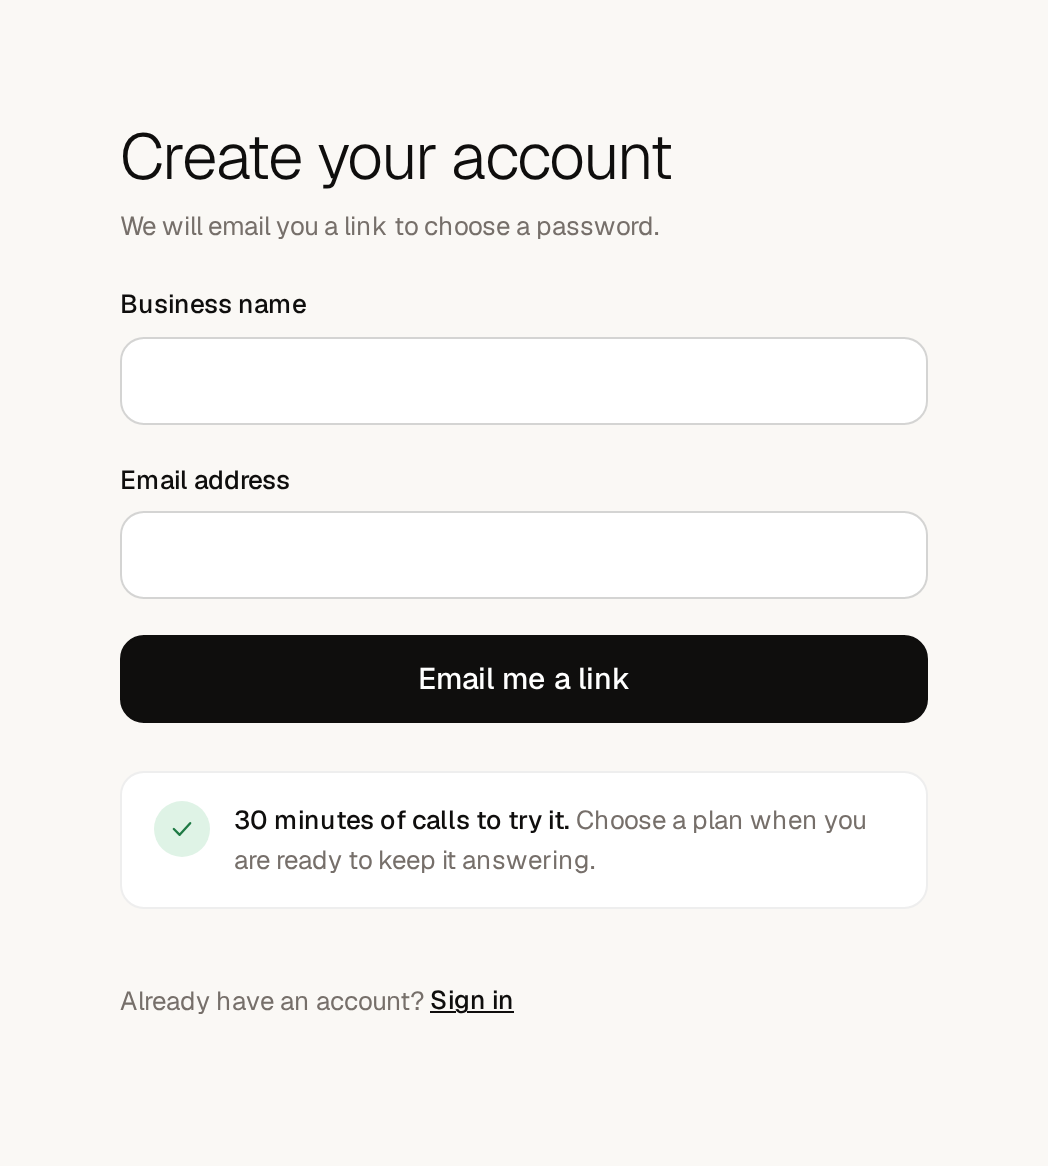 Create your account
We will email you a link to choose a password.
Business name
Email address
Email me a link
30 minutes of calls to try it. Choose a plan when you
are ready to keep it answering.
Already have an account? Sign in